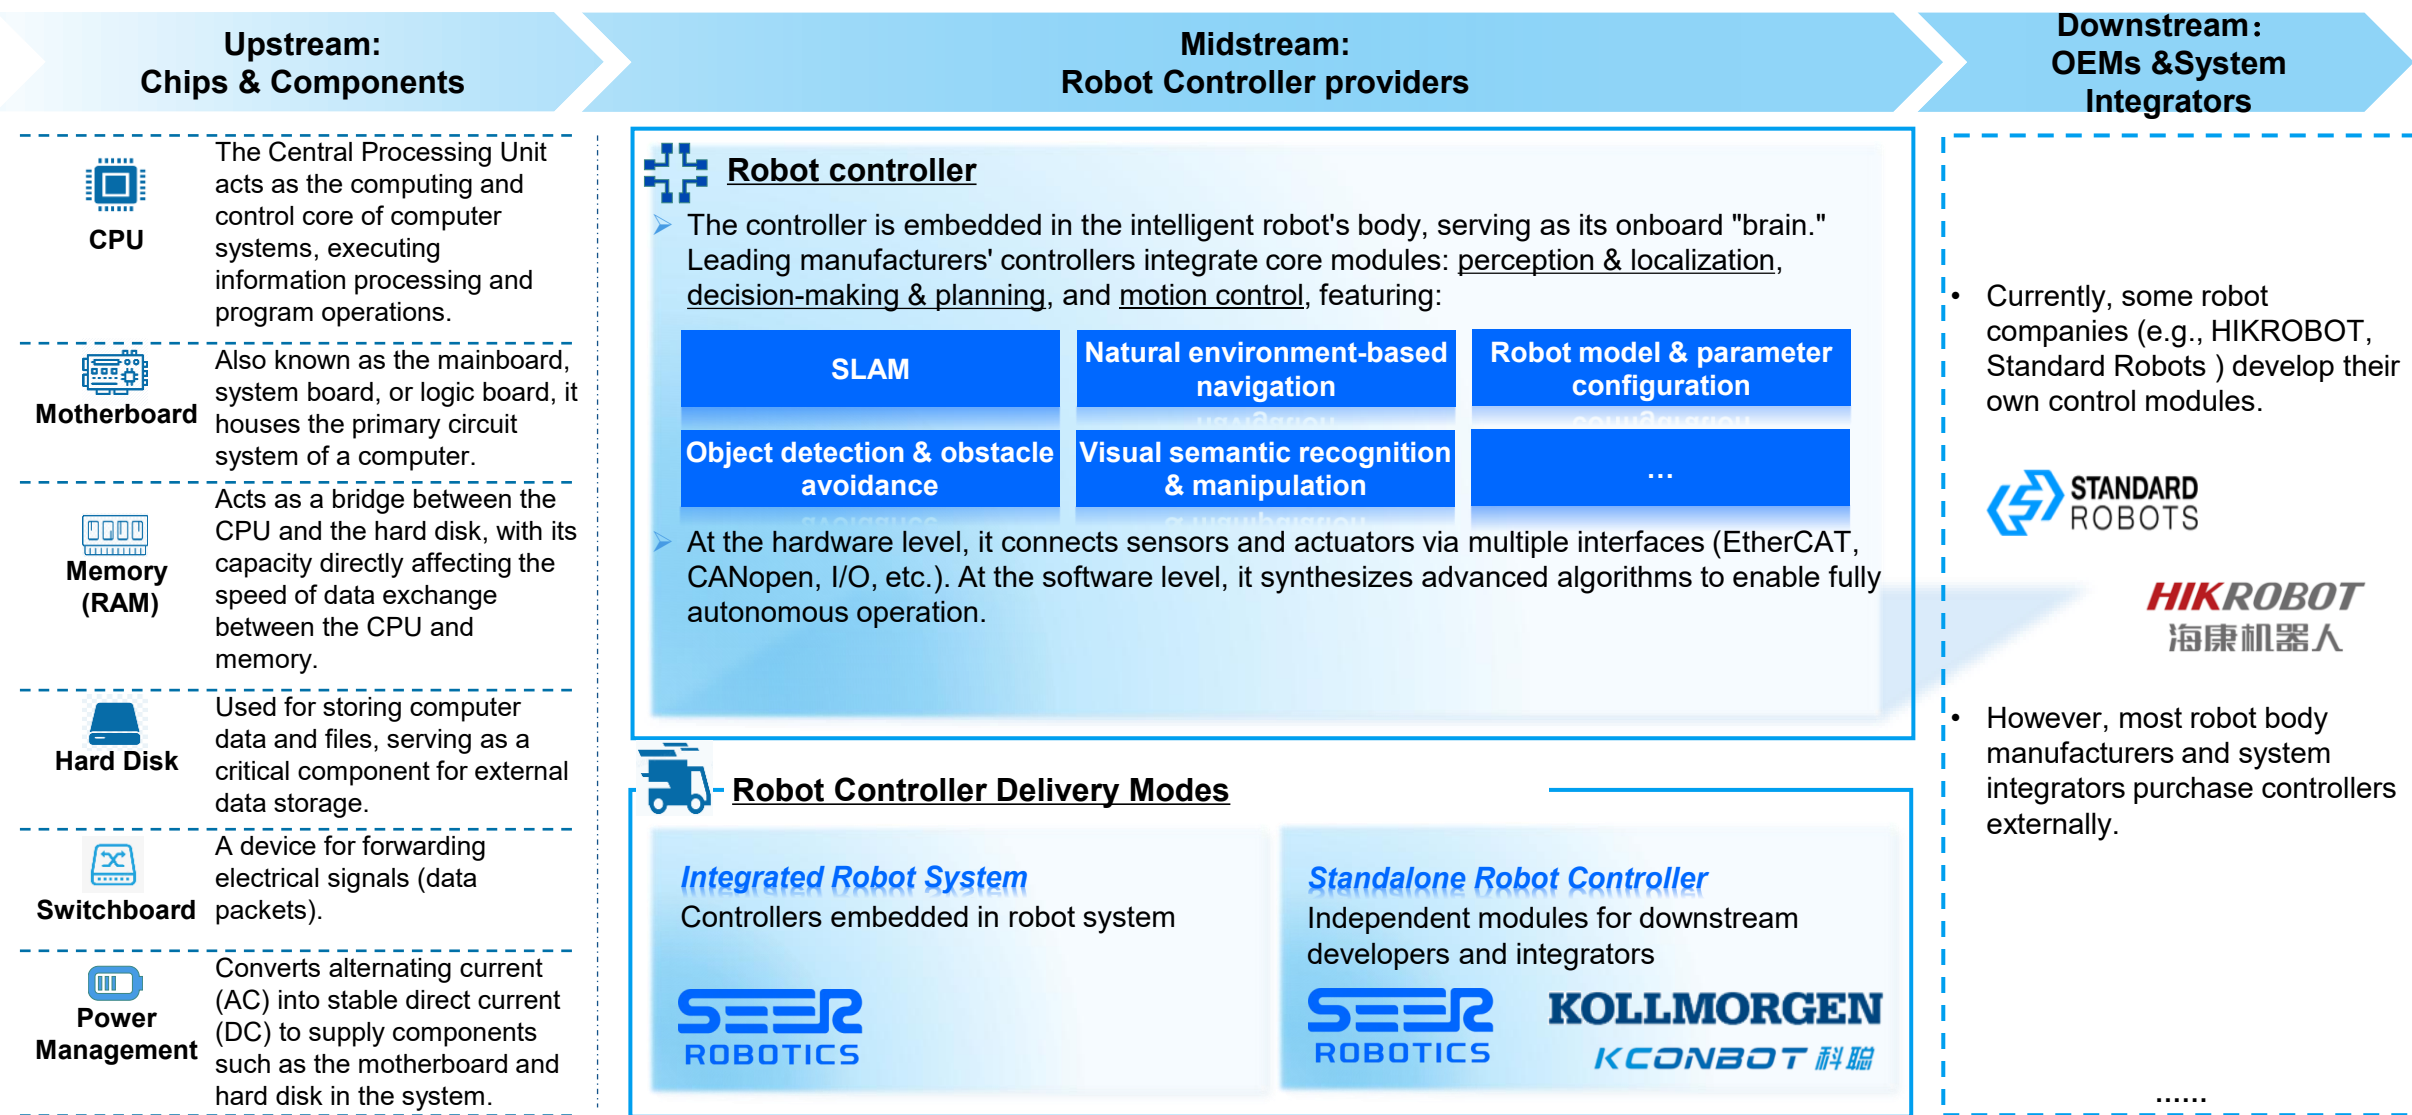 Upstream:
Chips & Components
Midstream:
Robot Controller providers
Downstream：
OEMs &System
Integrators
CPU
The Central Processing Unit
acts as the computing and
control core of computer
systems, executing
information processing and
program operations.
Motherboard
Also known as the mainboard,
system board, or logic board, it
houses the primary circuit
system of a computer.
Memory
(RAM)
Acts as a bridge between the
CPU and the hard disk, with its
capacity directly affecting the
speed of data exchange
between the CPU and
memory.
Hard Disk
Used for storing computer
data and files, serving as a
critical component for external
data storage.
Switchboard
A device for forwarding
electrical signals (data
packets).
Power
Management
Converts alternating current
(AC) into stable direct current
(DC) to supply components
such as the motherboard and
hard disk in the system.
Robot controller
➢ The controller is embedded in the intelligent robot's body, serving as its onboard "brain."
Leading manufacturers' controllers integrate core modules: perception & localization,
decision-making & planning, and motion control, featuring:
SLAM
Natural environment-based
navigation
Robot model & parameter
configuration
Object detection & obstacle
avoidance
Visual semantic recognition
& manipulation
...
➢ At the hardware level, it connects sensors and actuators via multiple interfaces (EtherCAT,
CANopen, I/O, etc.). At the software level, it synthesizes advanced algorithms to enable fully
autonomous operation.
Robot Controller Delivery Modes
Integrated Robot System
Controllers embedded in robot system
SEER
ROBOTICS
Standalone Robot Controller
Independent modules for downstream
developers and integrators
SEER
ROBOTICS
KOLLMORGEN
KCONBOT 科聪
• Currently, some robot
companies (e.g., HIKROBOT,
Standard Robots ) develop their
own control modules.
STANDARD
ROBOTS
HIKROBOT
海康机器人
• However, most robot body
manufacturers and system
integrators purchase controllers
externally.
......